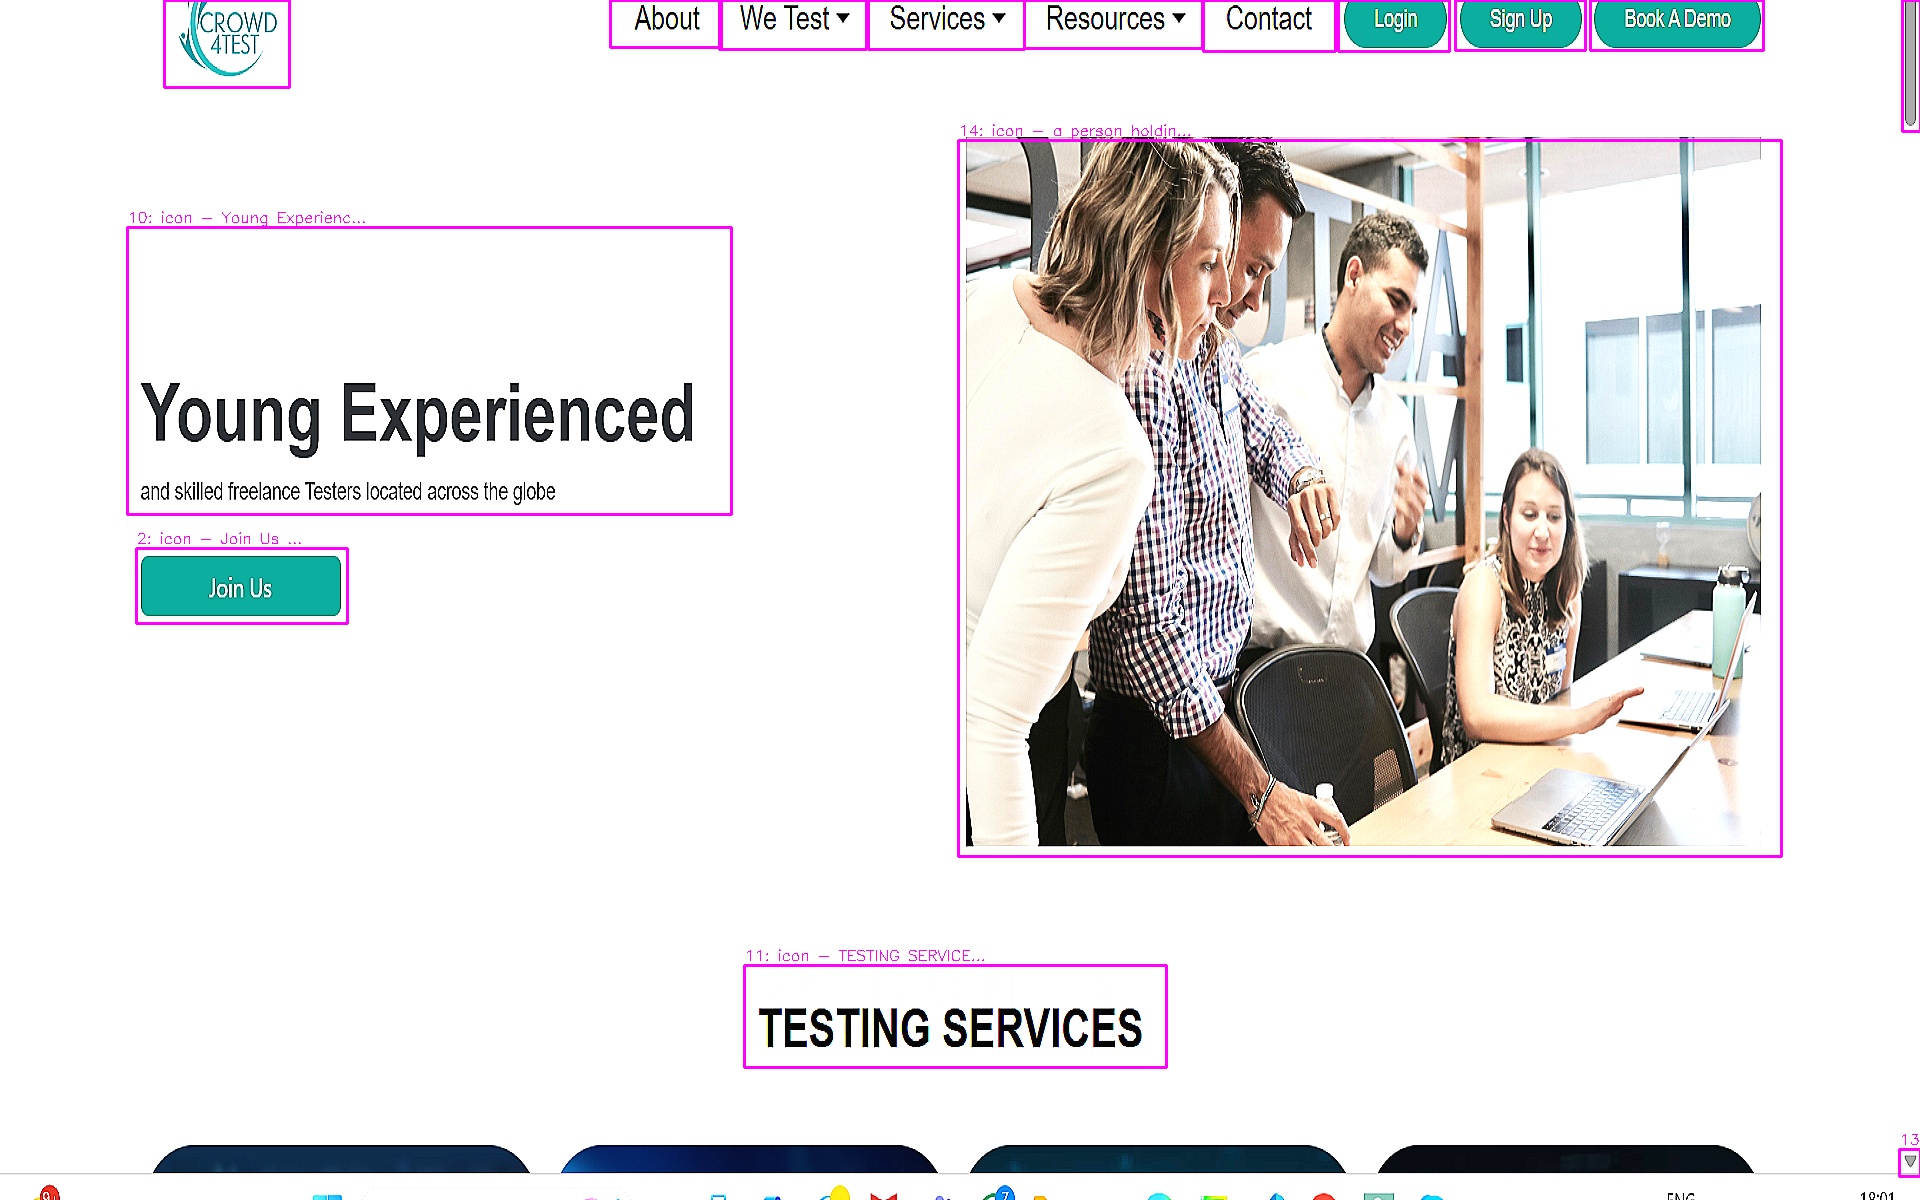 CROWD
4TEST
About
We Test
Services
Resources
Contact
Login
Sign Up
Book A Demo
14: icon – a person holdin...
10: icon – Young Experienc...
Young Experienced
and skilled freelance Testers located across the globe
2: icon – Join Us ...
Join Us
11: icon – TESTING SERVICE...
TESTING SERVICES
13
9
7
ENG
18:01